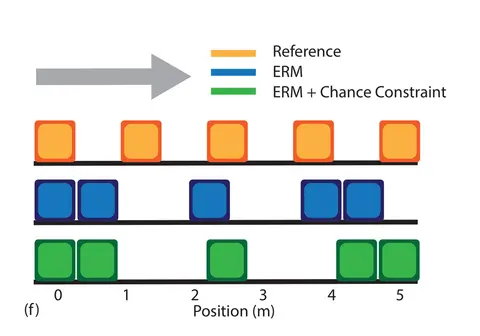 Reference
ERM
ERM + Chance Constraint
0 1 2 3 4 5
(f) Position (m)